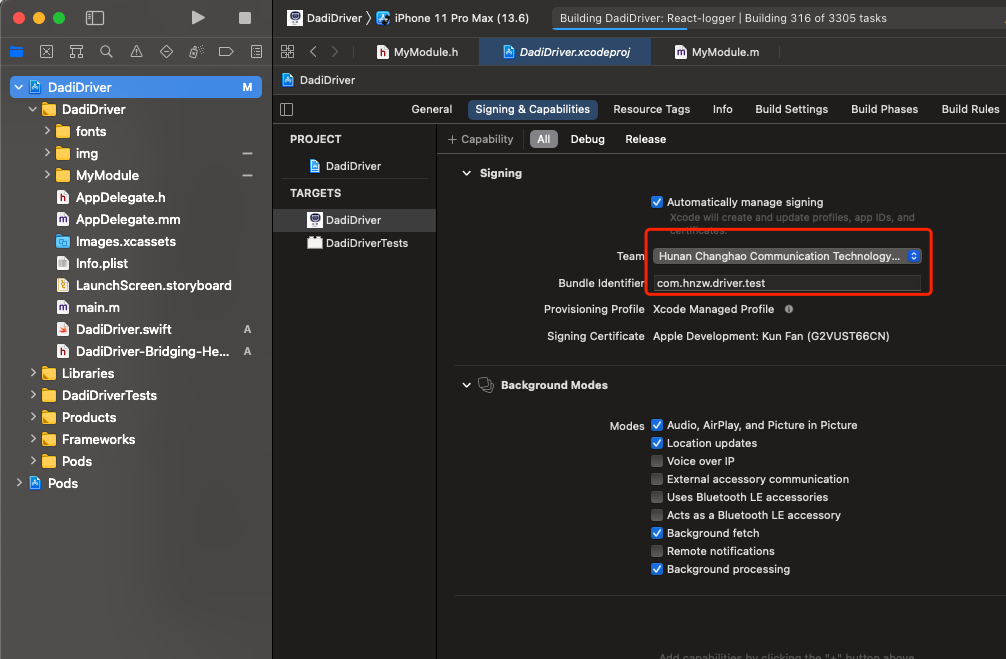 DadiDriver
iPhone 11 Pro Max (13.6)
Building DadiDriver: React-logger | Building 316 of 3305 tasks
MyModule.h
DadiDriver.xcodeproj
MyModule.m
DadiDriver M
DadiDriver
fonts
img
MyModule
AppDelegate.h
AppDelegate.mm
Images.xcassets
Info.plist
LaunchScreen.storyboard
main.m
DadiDriver.swift A
DadiDriver-Bridging-He... A
Libraries
DadiDriverTests
Products
Frameworks
Pods
Pods
DadiDriver
General Signing & Capabilities Resource Tags Info Build Settings Build Phases Build Rules
PROJECT
DadiDriver
TARGETS
DadiDriver
DadiDriverTests
+ Capability All Debug Release
Signing
Automatically manage signing
Xcode will create and update profiles, app IDs, and
certificates.
Team Hunan Changhao Communication Technology...
Bundle Identifier com.hnzw.driver.test
Provisioning Profile Xcode Managed Profile
Signing Certificate Apple Development: Kun Fan (G2VUST66CN)
Background Modes
Modes Audio, AirPlay, and Picture in Picture
Location updates
Voice over IP
External accessory communication
Uses Bluetooth LE accessories
Acts as a Bluetooth LE accessory
Background fetch
Remote notifications
Background processing
Add capabilities by clicking the "+" button above